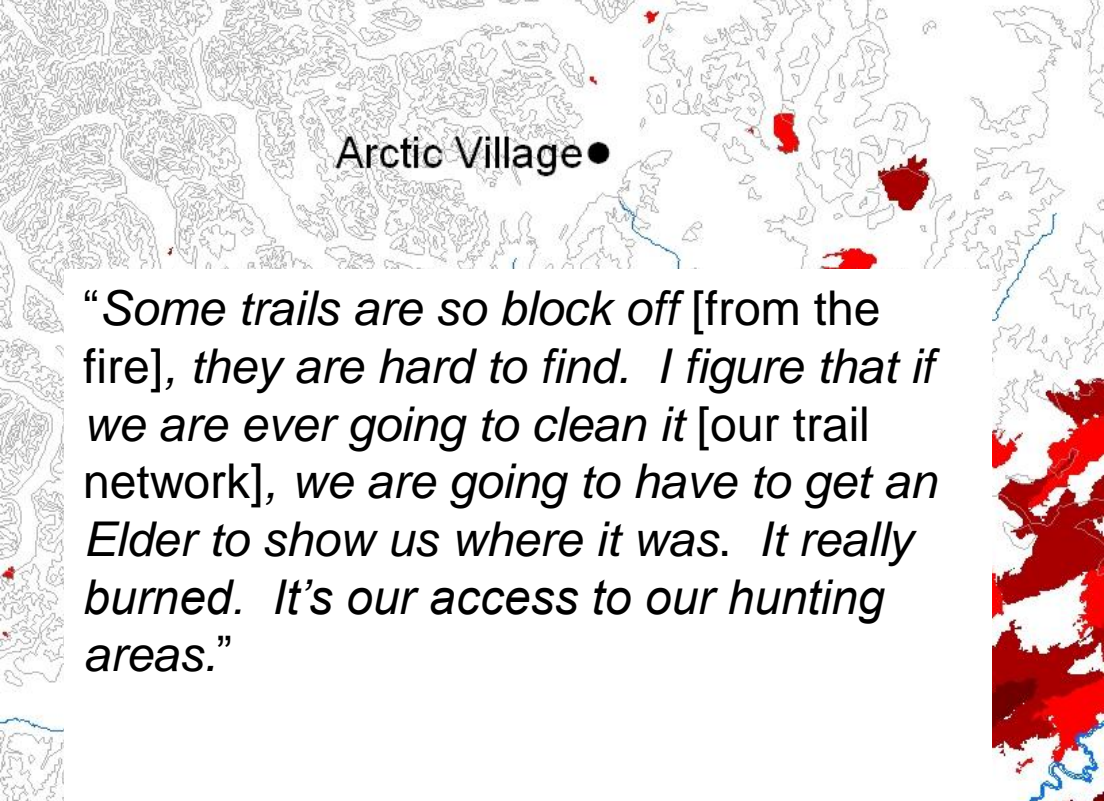 Arctic Village
“Some trails are so block off [from the
fire], they are hard to find.  I figure that if
we are ever going to clean it [our trail
network], we are going to have to get an
Elder to show us where it was.  It really
burned.  It’s our access to our hunting
areas.”